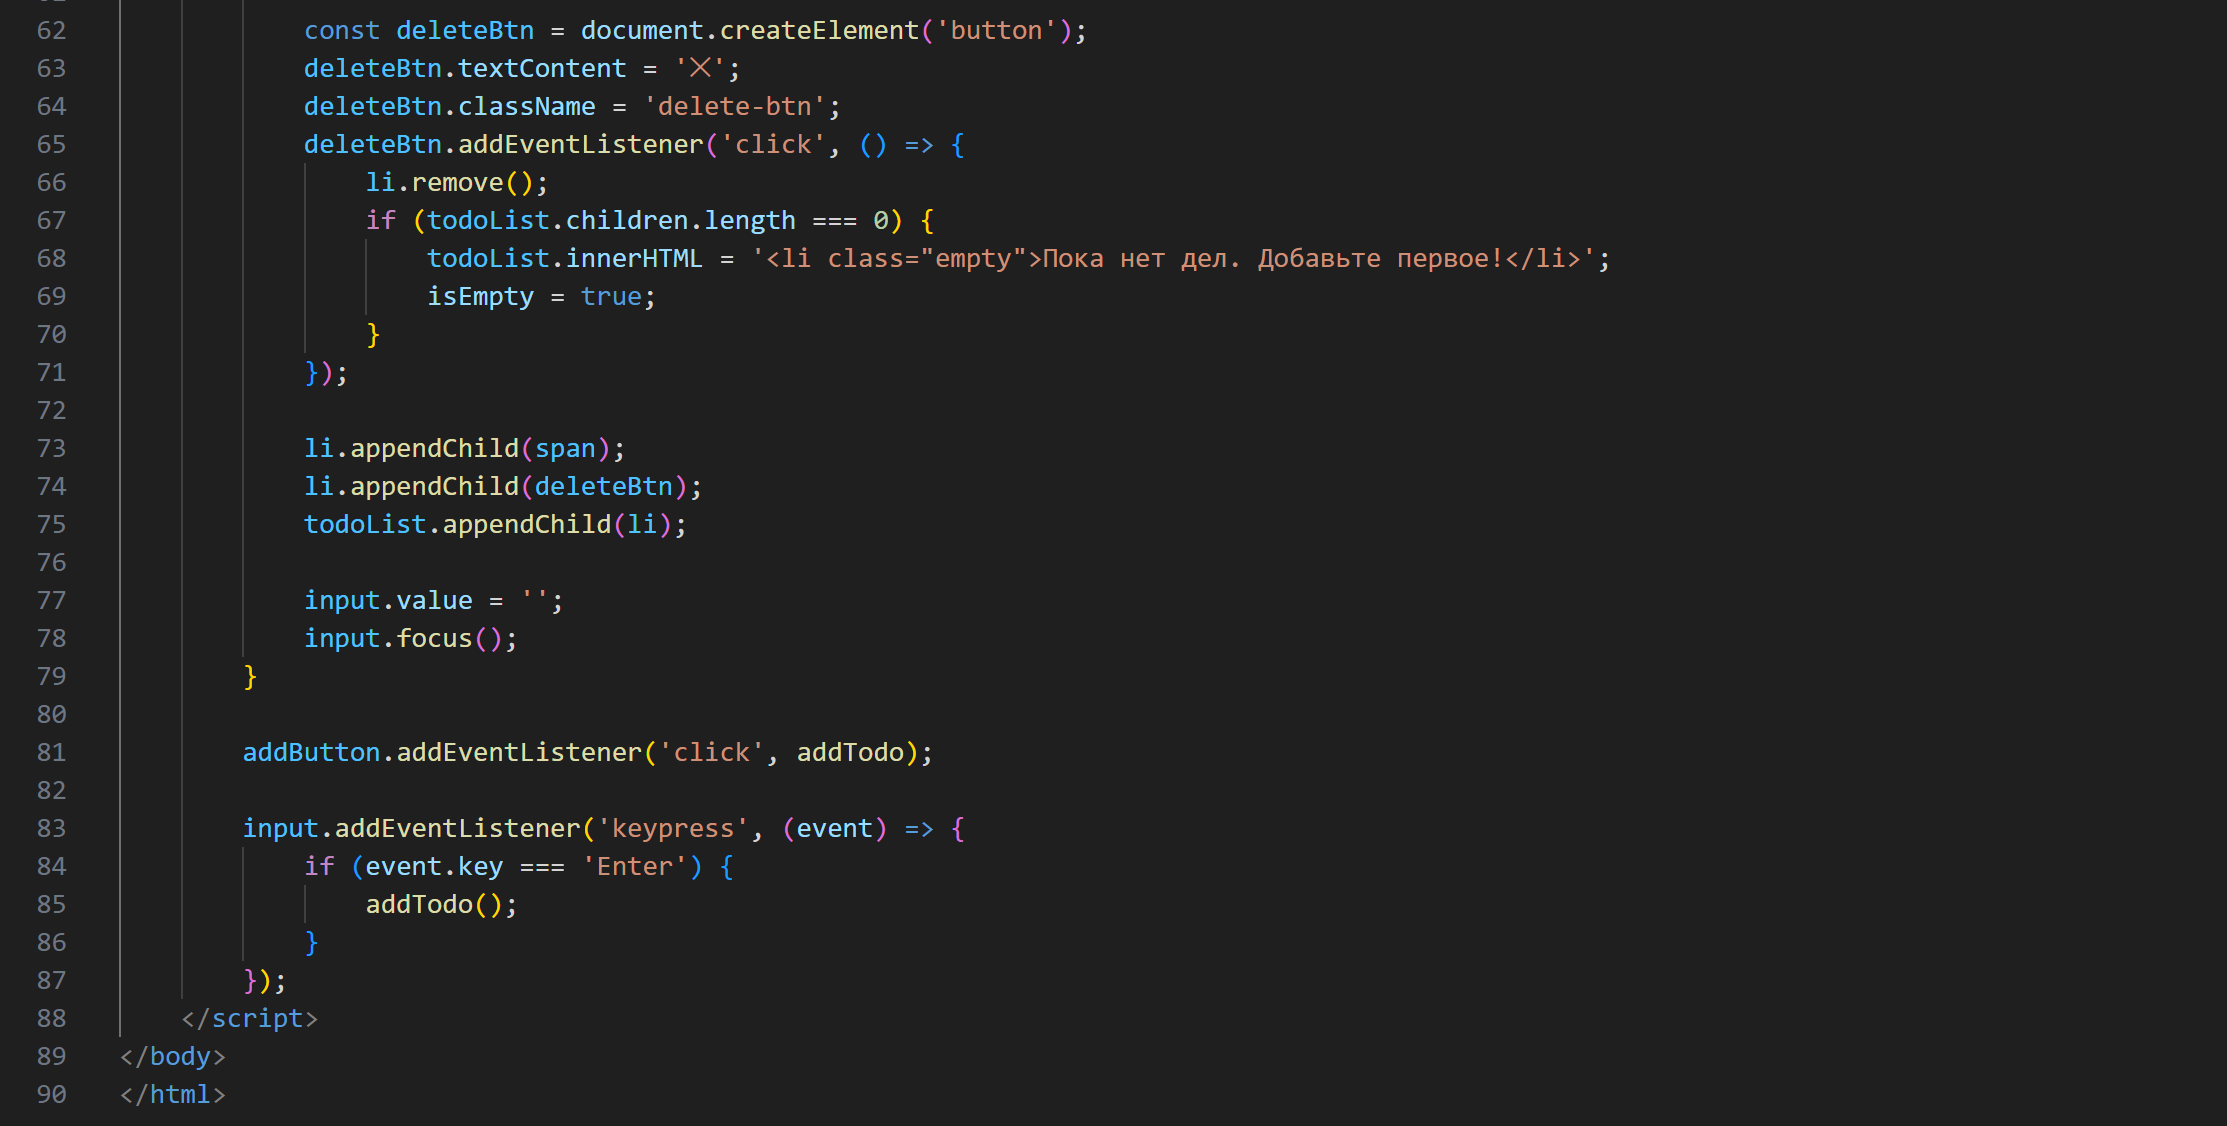 62 const deleteBtn = document.createElement('button');
63 deleteBtn.textContent = '✕';
64 deleteBtn.className = 'delete-btn';
65 deleteBtn.addEventListener('click', () => {
66 li.remove();
67 if (todoList.children.length === 0) {
68 todoList.innerHTML = '<li class="empty">Пока нет дел. Добавьте первое!</li>';
69 isEmpty = true;
70 }
71 });
72
73 li.appendChild(span);
74 li.appendChild(deleteBtn);
75 todoList.appendChild(li);
76
77 input.value = '';
78 input.focus();
79 }
80
81 addButton.addEventListener('click', addTodo);
82
83 input.addEventListener('keypress', (event) => {
84 if (event.key === 'Enter') {
85 addTodo();
86 }
87 });
88 </script>
89 </body>
90 </html>